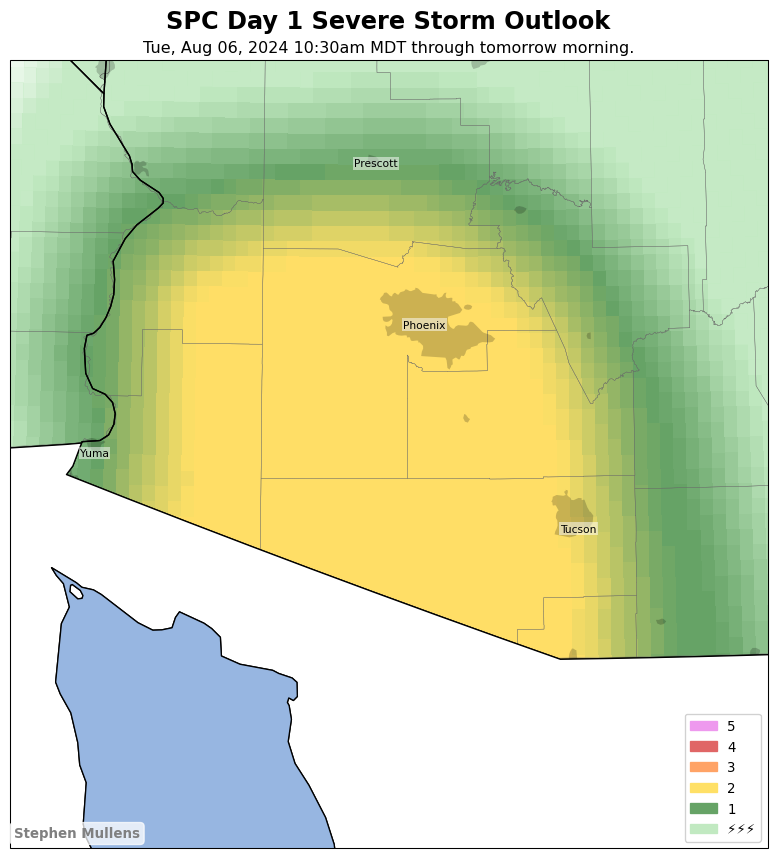 SPC Day 1 Severe Storm Outlook
Tue, Aug 06, 2024 10:30am MDT through tomorrow morning.
Prescott
Phoenix
Yuma
Tucson
5
4
3
2
1
⚡⚡⚡
Stephen Mullens